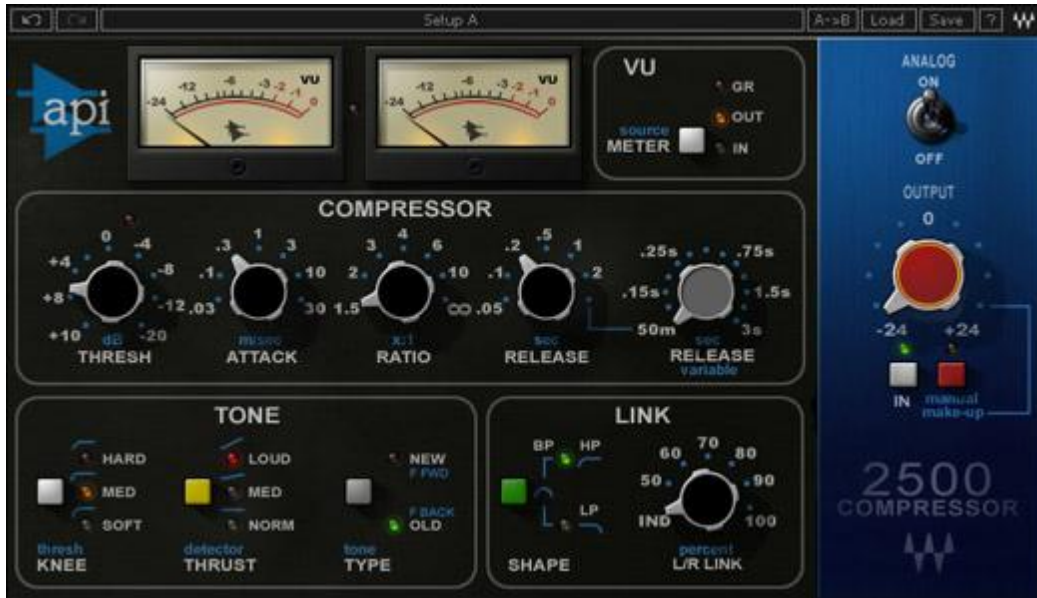 Setup A
A->B Load Save ?
api
-24 -12 -6 -3 -2 -1 0 VU
-24 -12 -6 -3 -2 -1 0 VU
VU
GR
OUT
IN
source
METER
ANALOG
ON
OFF
OUTPUT
0
-24 +24
IN
manual
make-up
COMPRESSOR
+10 +8 +4 0 -4 -8 -12 -20
dB
THRESH
.03 .1 .3 1 3 10 30
m/sec
ATTACK
1.5 2 3 4 6 10 ∞
x:1
RATIO
.05 .1 .2 .5 1 2
sec
RELEASE
50m .15s .25s .75s 1.5s 3s
sec
RELEASE
variable
TONE
HARD
MED
SOFT
thresh
KNEE
LOUD
MED
NORM
detector
THRUST
NEW
F FWD
F BACK
OLD
tone
TYPE
LINK
BP HP
LP
SHAPE
IND 50 60 70 80 90 100
percent
L/R LINK
2500
COMPRESSOR